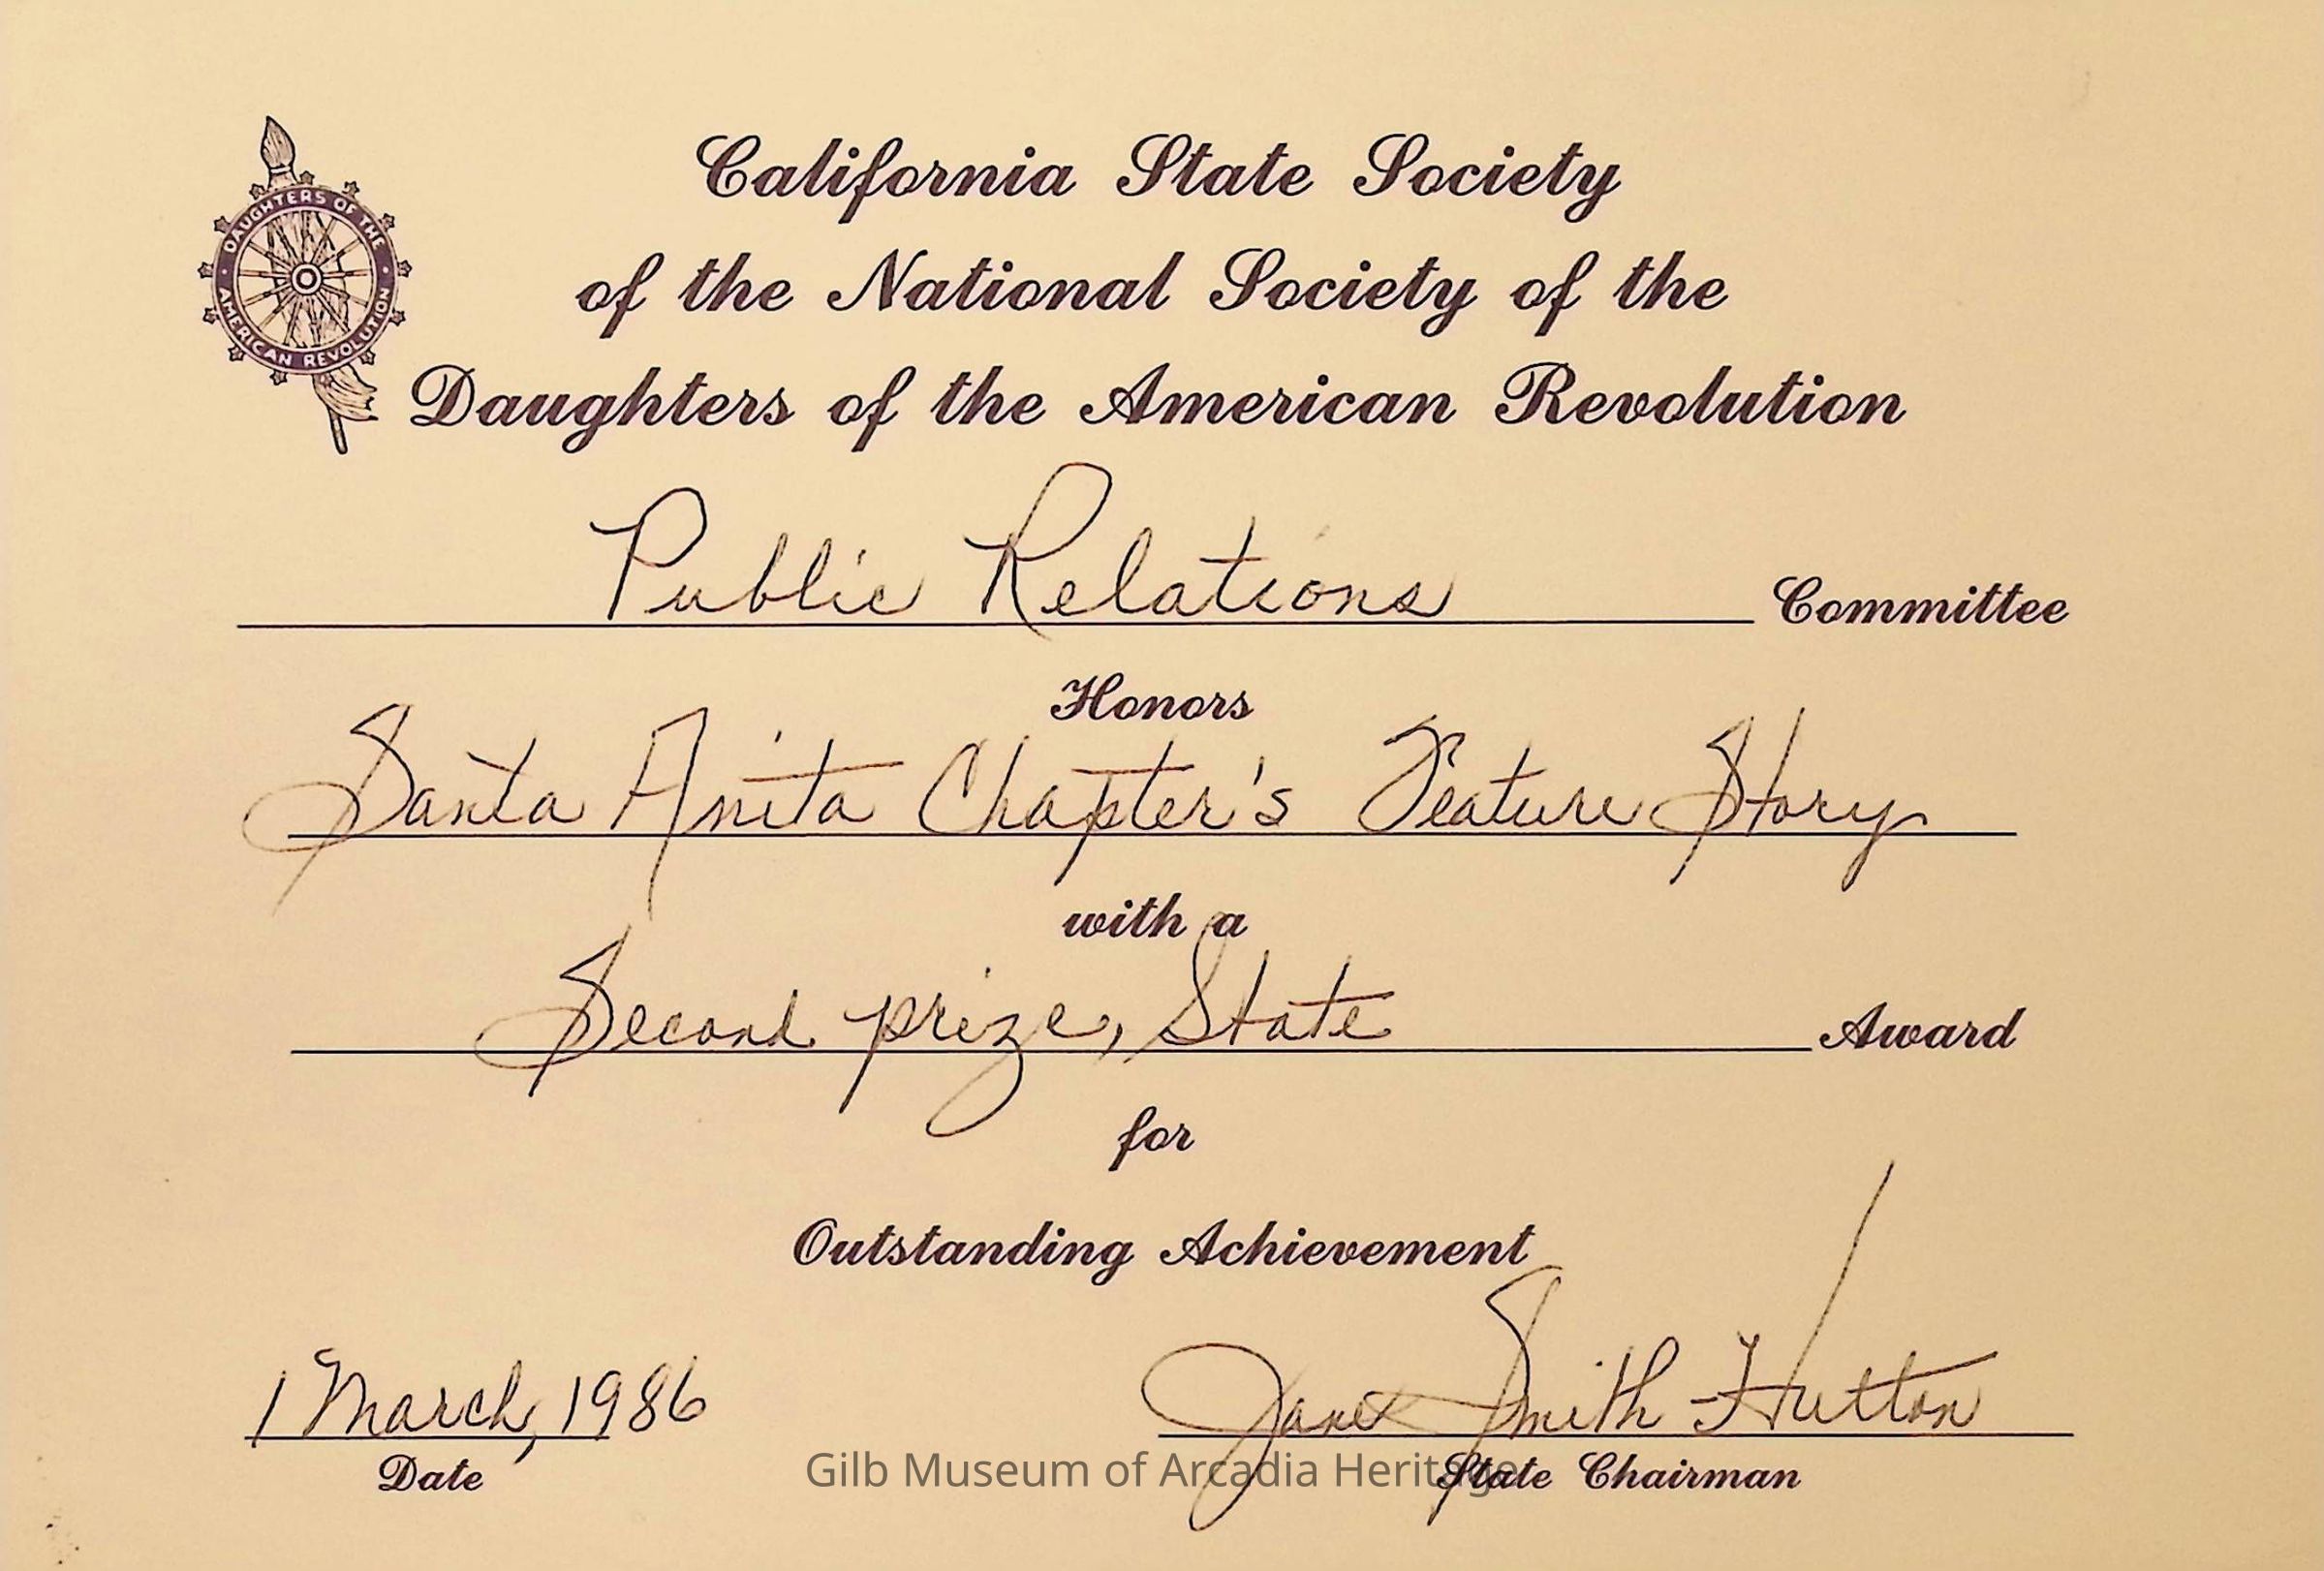 DAUGHTERS OF THE
AMERICAN REVOLUTION
California State Society
of the National Society of the
Daughters of the American Revolution
Public Relations Committee
Honors
Santa Anita Chapter's Feature Story
with a
Second prize, State Award
for
Outstanding Achievement
1 March, 1986 Jane Smith Hutton
Date State Chairman
Gilb Museum of Arcadia Heritage